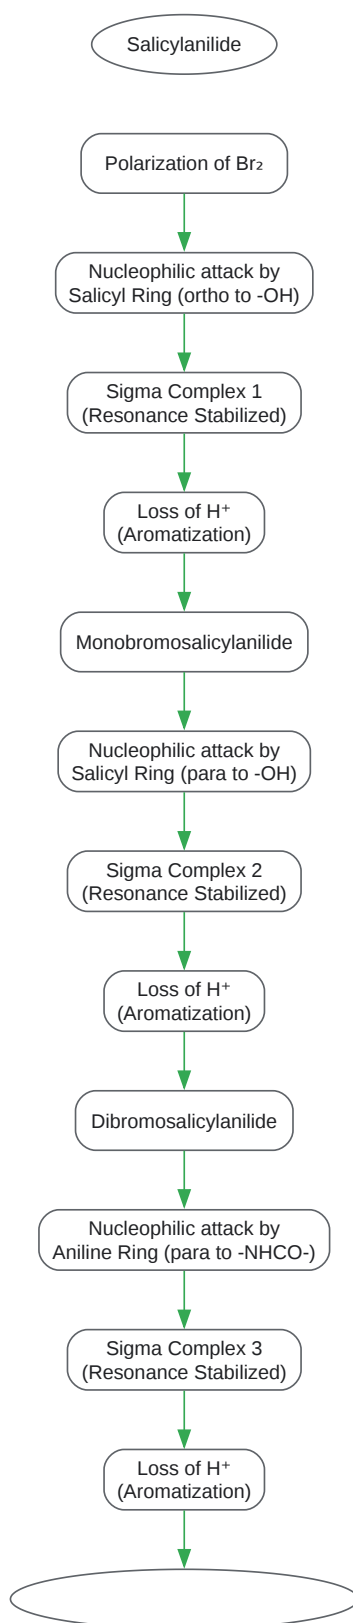 Salicylanilide
Polarization of Br₂
Nucleophilic attack by
Salicyl Ring (ortho to -OH)
Sigma Complex 1
(Resonance Stabilized)
Loss of H⁺
(Aromatization)
Monobromosalicylanilide
Nucleophilic attack by
Salicyl Ring (para to -OH)
Sigma Complex 2
(Resonance Stabilized)
Loss of H⁺
(Aromatization)
Dibromosalicylanilide
Nucleophilic attack by
Aniline Ring (para to -NHCO-)
Sigma Complex 3
(Resonance Stabilized)
Loss of H⁺
(Aromatization)